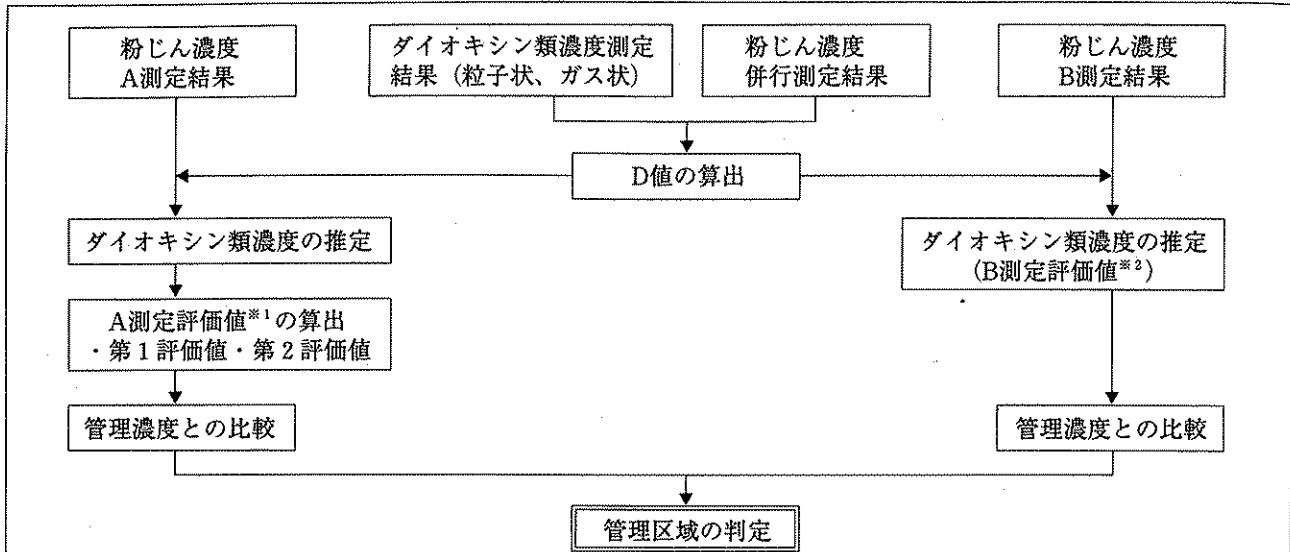 粉じん濃度
A測定結果
ダイオキシン類濃度測定
結果（粒子状、ガス状）
粉じん濃度
併行測定結果
粉じん濃度
B測定結果
D値の算出
ダイオキシン類濃度の推定
ダイオキシン類濃度の推定
（B測定評価値※2）
A測定評価値※1の算出
・第1評価値・第2評価値
管理濃度との比較
管理濃度との比較
管理区域の判定